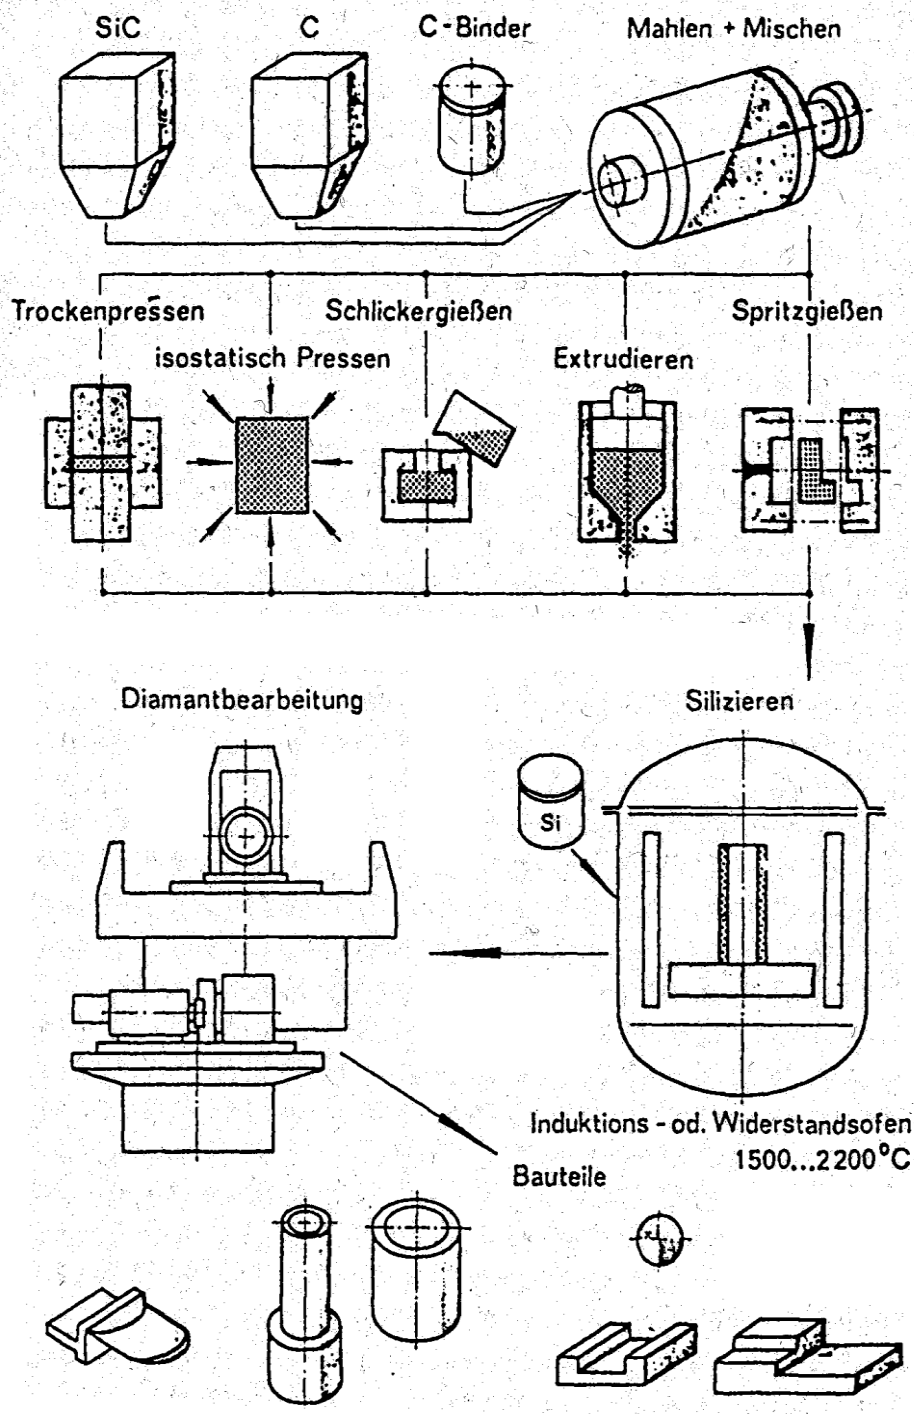 SiC
C
C-Binder
Mahlen + Mischen
Trockenpressen
isostatisch Pressen
Schlickergießen
Extrudieren
Spritzgießen
Diamantbearbeitung
Silizieren
Si
Induktions - od. Widerstandsofen
1500...2200°C
Bauteile